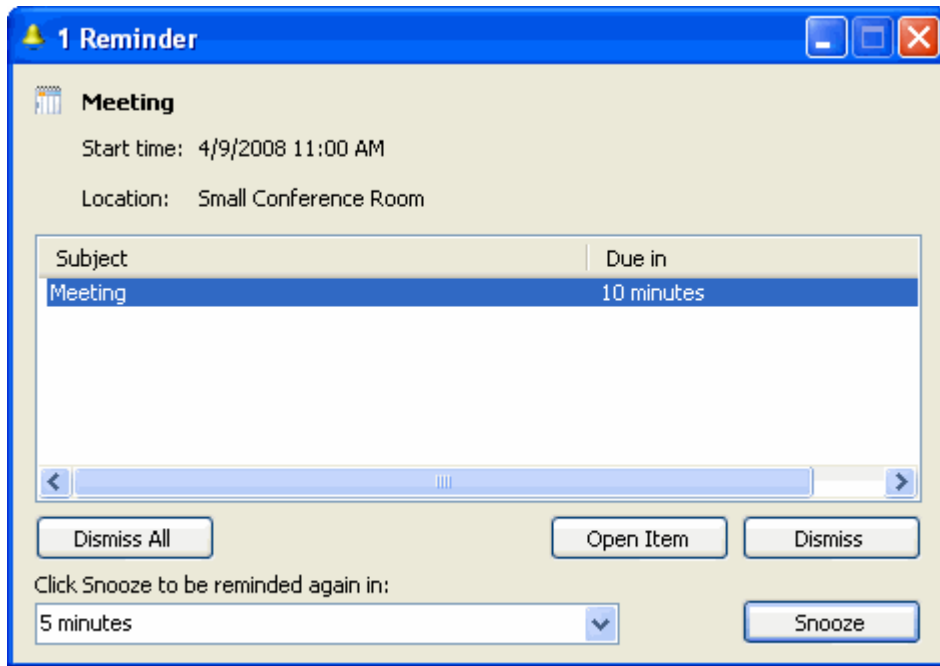 1 Reminder
Meeting
Start time: 4/9/2008 11:00 AM
Location: Small Conference Room
Subject Due in
Meeting 10 minutes
Dismiss All Open Item Dismiss
Click Snooze to be reminded again in:
5 minutes Snooze